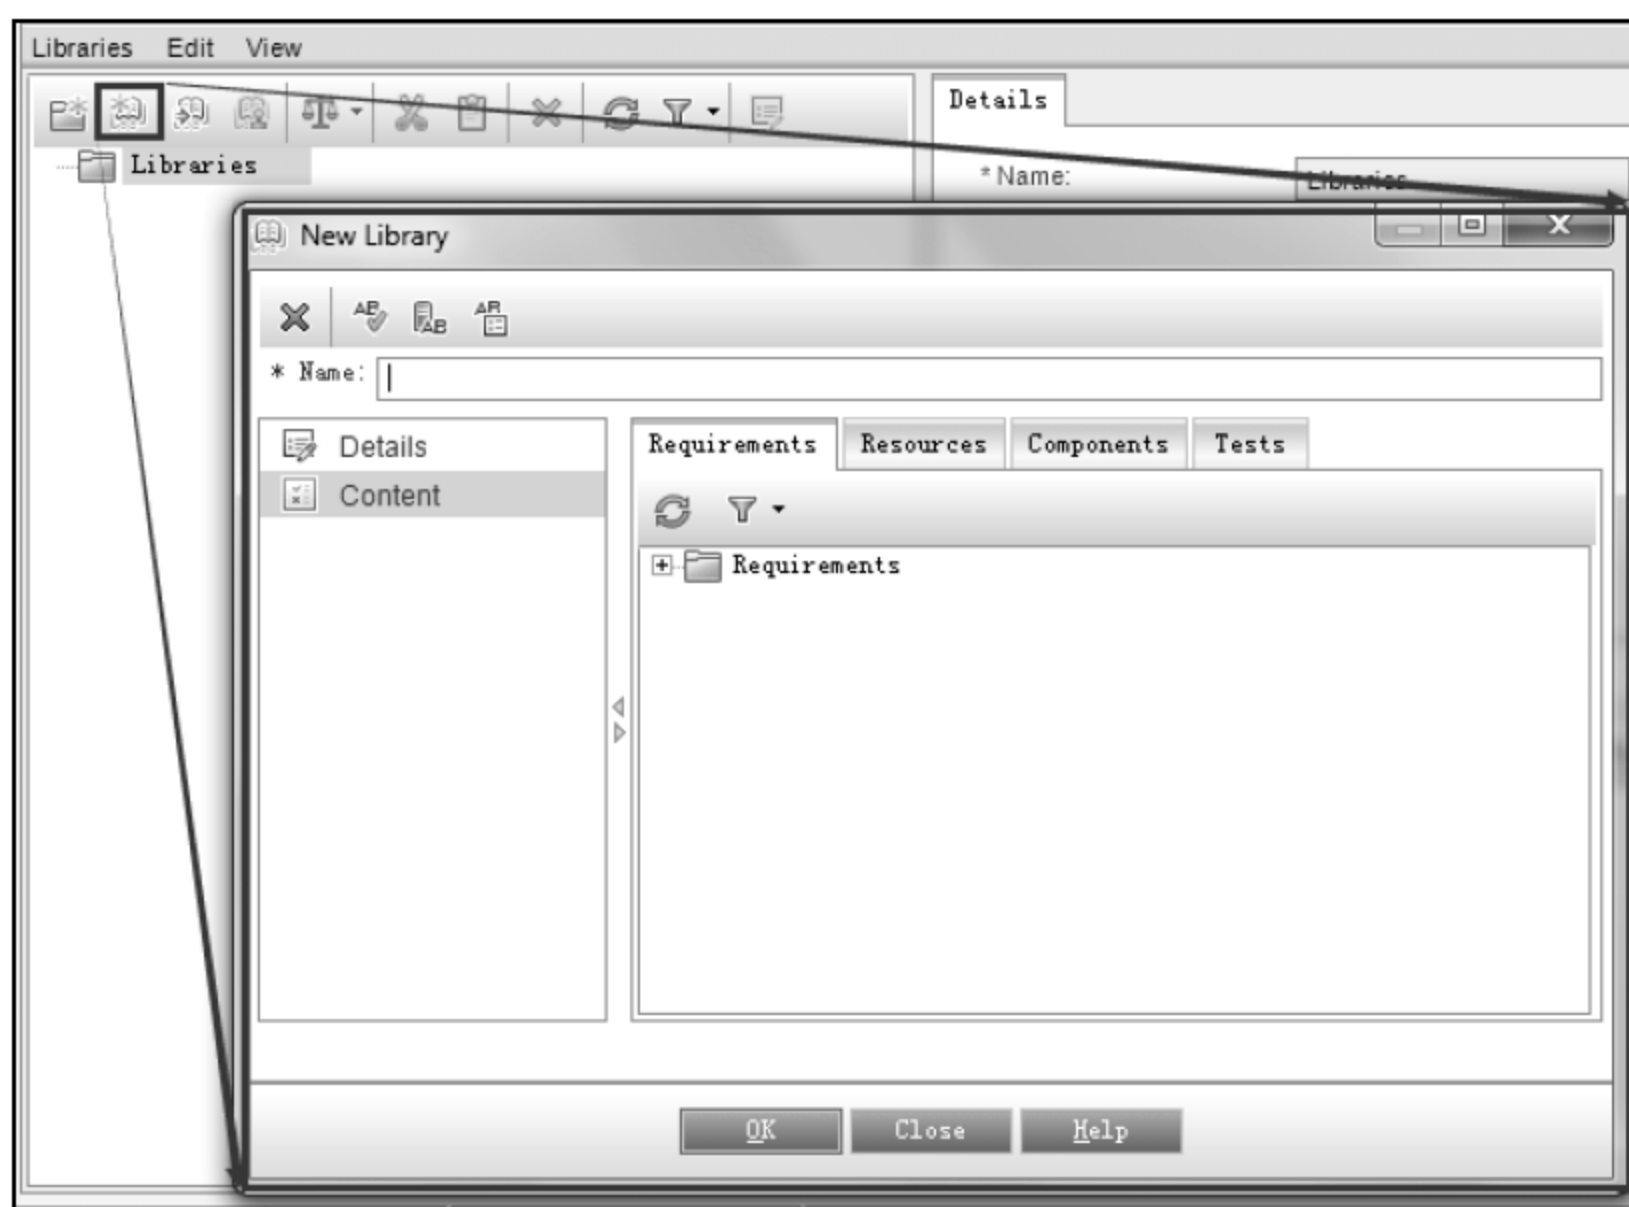 Libraries Edit View
Details
Libraries
* Name: Libraries
New Library
* Name:
Details
Content
Requirements Resources Components Tests
Requirements
OK Close Help